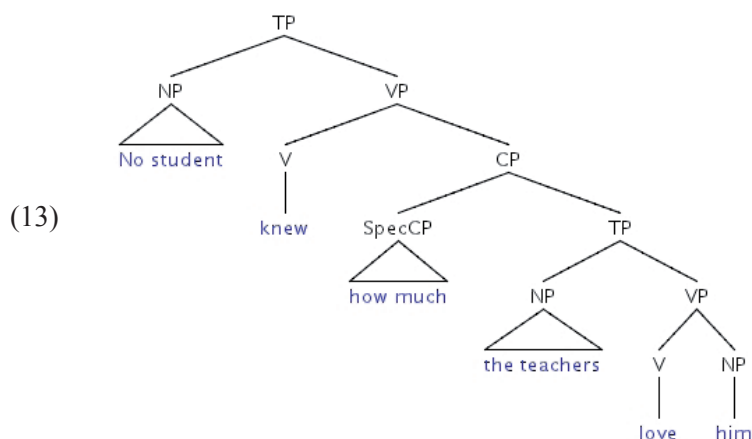 TP
NP VP
No student V CP
(13)
knew SpecCP TP
how much NP VP
the teachers V NP
love him